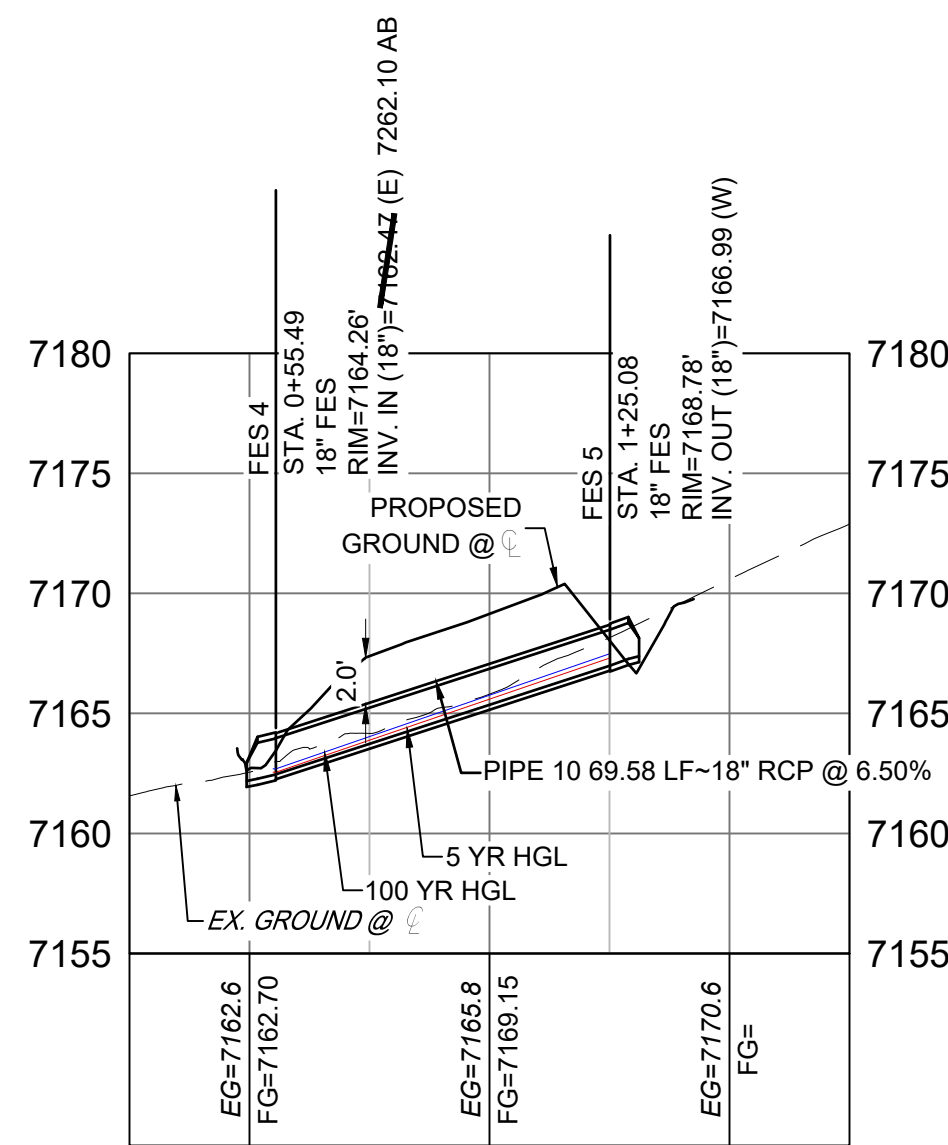 FES 4
STA. 0+55.49
18" FES
RIM=7164.26'
INV. IN (18")=7162.47 (E) 7262.10 AB
FES 5
STA. 1+25.08
18" FES
RIM=7168.78'
INV. OUT (18")=7166.99 (W)
7180
7180
7175
7175
7170
7170
7165
7165
7160
7160
7155
7155
PROPOSED
GROUND @ ℄
2.0'
PIPE 10 69.58 LF~18" RCP @ 6.50%
5 YR HGL
100 YR HGL
EX. GROUND @ ℄
EG=7162.6
FG=7162.70
EG=7165.8
FG=7169.15
EG=7170.6
FG=